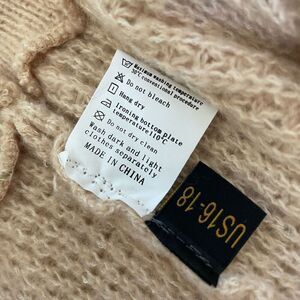 Maximum washing temperature
30°C conventional procedure
Do not bleach
Hang dry
Ironing bottom plate
temperature110℃
Do not dry clean
Wash dark and light
clothes separately
MADE IN CHINA
US16-18